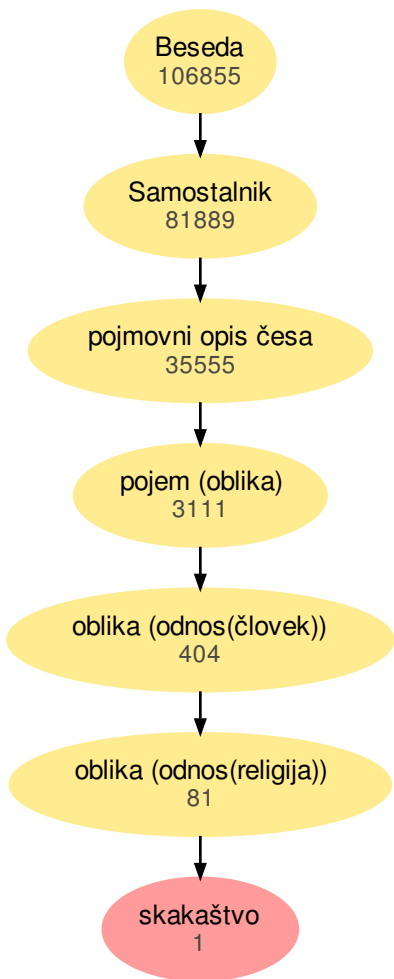 Beseda
106855
Samostalnik
81889
pojmovni opis česa
35555
pojem (oblika)
3111
oblika (odnos(človek))
404
oblika (odnos(religija))
81
skakaštvo
1